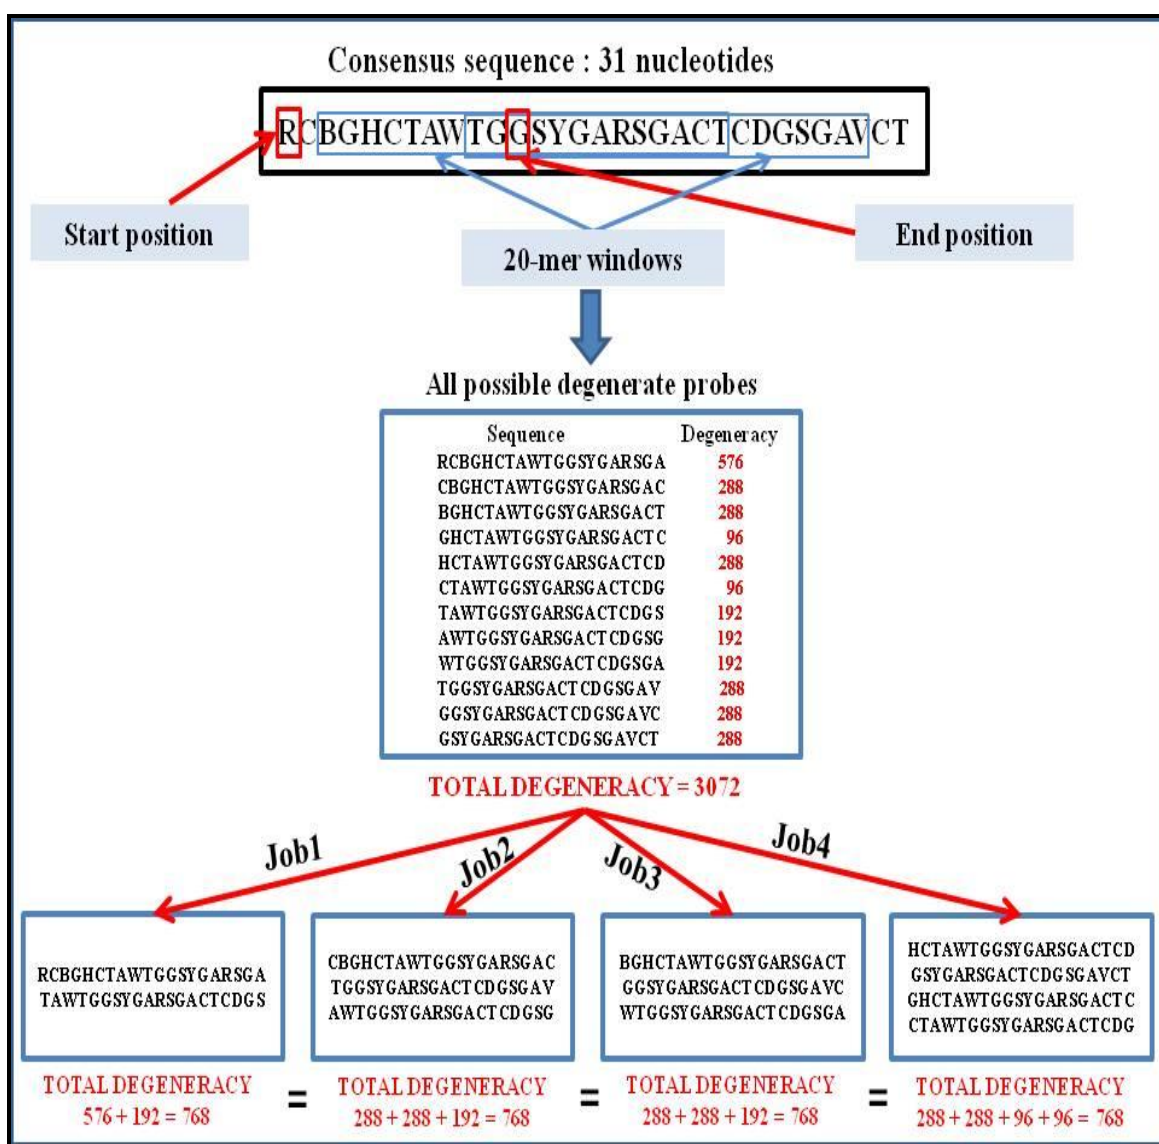 Consensus sequence : 31 nucleotides
RCBGHCTAWTGGSYGARSGACTCDGSGAVCT
Start position
End position
20-mer windows
All possible degenerate probes
Sequence Degeneracy
RCBGHCTAWTGGSYGARSGA 576
CBGHCTAWTGGSYGARSGAC 288
BGHCTAWTGGSYGARSGACT 288
GHCTAWTGGSYGARSGACTC 96
HCTAWTGGSYGARSGACTCD 288
CTAWTGGSYGARSGACTCDG 96
TAWTGGSYGARSGACTCDGS 192
AWTGGSYGARSGACTCDGSG 192
WTGGSYGARSGACTCDGSGA 192
TGGSYGARSGACTCDGSGAV 288
GGSYGARSGACTCDGSGAVC 288
GSYGARSGACTCDGSGAVCT 288
TOTAL DEGENERACY = 3072
Job1
Job2
Job3
Job4
RCBGHCTAWTGGSYGARSGA
TAWTGGSYGARSGACTCDGS
TOTAL DEGENERACY
576 + 192 = 768
=
CBGHCTAWTGGSYGARSGAC
TGGSYGARSGACTCDGSGAV
AWTGGSYGARSGACTCDGSG
TOTAL DEGENERACY
288 + 288 + 192 = 768
=
BGHCTAWTGGSYGARSGACT
GGSYGARSGACTCDGSGAVC
WTGGSYGARSGACTCDGSGA
TOTAL DEGENERACY
288 + 288 + 192 = 768
=
HCTAWTGGSYGARSGACTCD
GSYGARSGACTCDGSGAVCT
GHCTAWTGGSYGARSGACTC
CTAWTGGSYGARSGACTCDG
TOTAL DEGENERACY
288 + 288 + 96 + 96 = 768